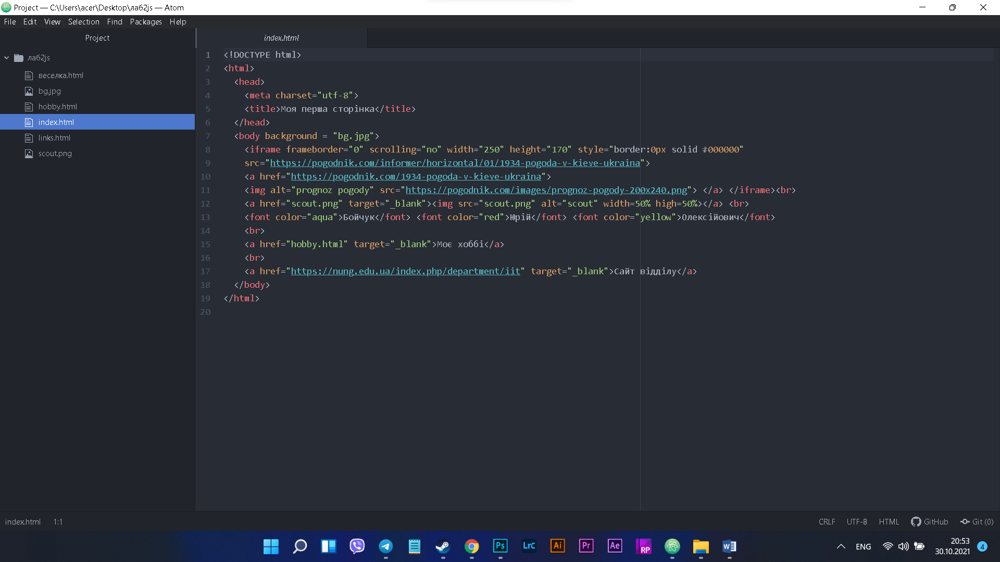 Project — C:\Users\acer\Desktop\лаб2js — Atom
File Edit View Selection Find Packages Help
Project
index.html
лаб2js
веселка.html
bg.jpg
hobby.html
index.html
links.html
scout.png
1 <!DOCTYPE html>
2 <html>
3 <head>
4 <meta charset="utf-8">
5 <title>Моя перша сторінка</title>
6 </head>
7 <body background = "bg.jpg">
8 <iframe frameborder="0" scrolling="no" width="250" height="170" style="border:0px solid #000000"
9 src="https://pogodnik.com/informer/horizontal/01/1934-pogoda-v-kieve-ukraina">
10 <a href="https://pogodnik.com/1934-pogoda-v-kieve-ukraina">
11 <img alt="prognoz pogody" src="https://pogodnik.com/images/prognoz-pogody-200x240.png"> </a> </iframe><br>
12 <a href="scout.png" target="_blank"><img src="scout.png" alt="scout" width=50% high=50%></a> <br>
13 <font color="aqua">Бойчук</font> <font color="red">Юрій</font> <font color="yellow">Олексійович</font>
14 <br>
15 <a href="hobby.html" target="_blank">Моє хоббі</a>
16 <br>
17 <a href="https://nung.edu.ua/index.php/department/iit" target="_blank">Сайт відділу</a>
18 </body>
19 </html>
20
index.html 1:1
CRLF UTF-8 HTML GitHub Git (0)
Ps LrC Ai Pr Ae RP
ENG
20:53
30.10.2021
4